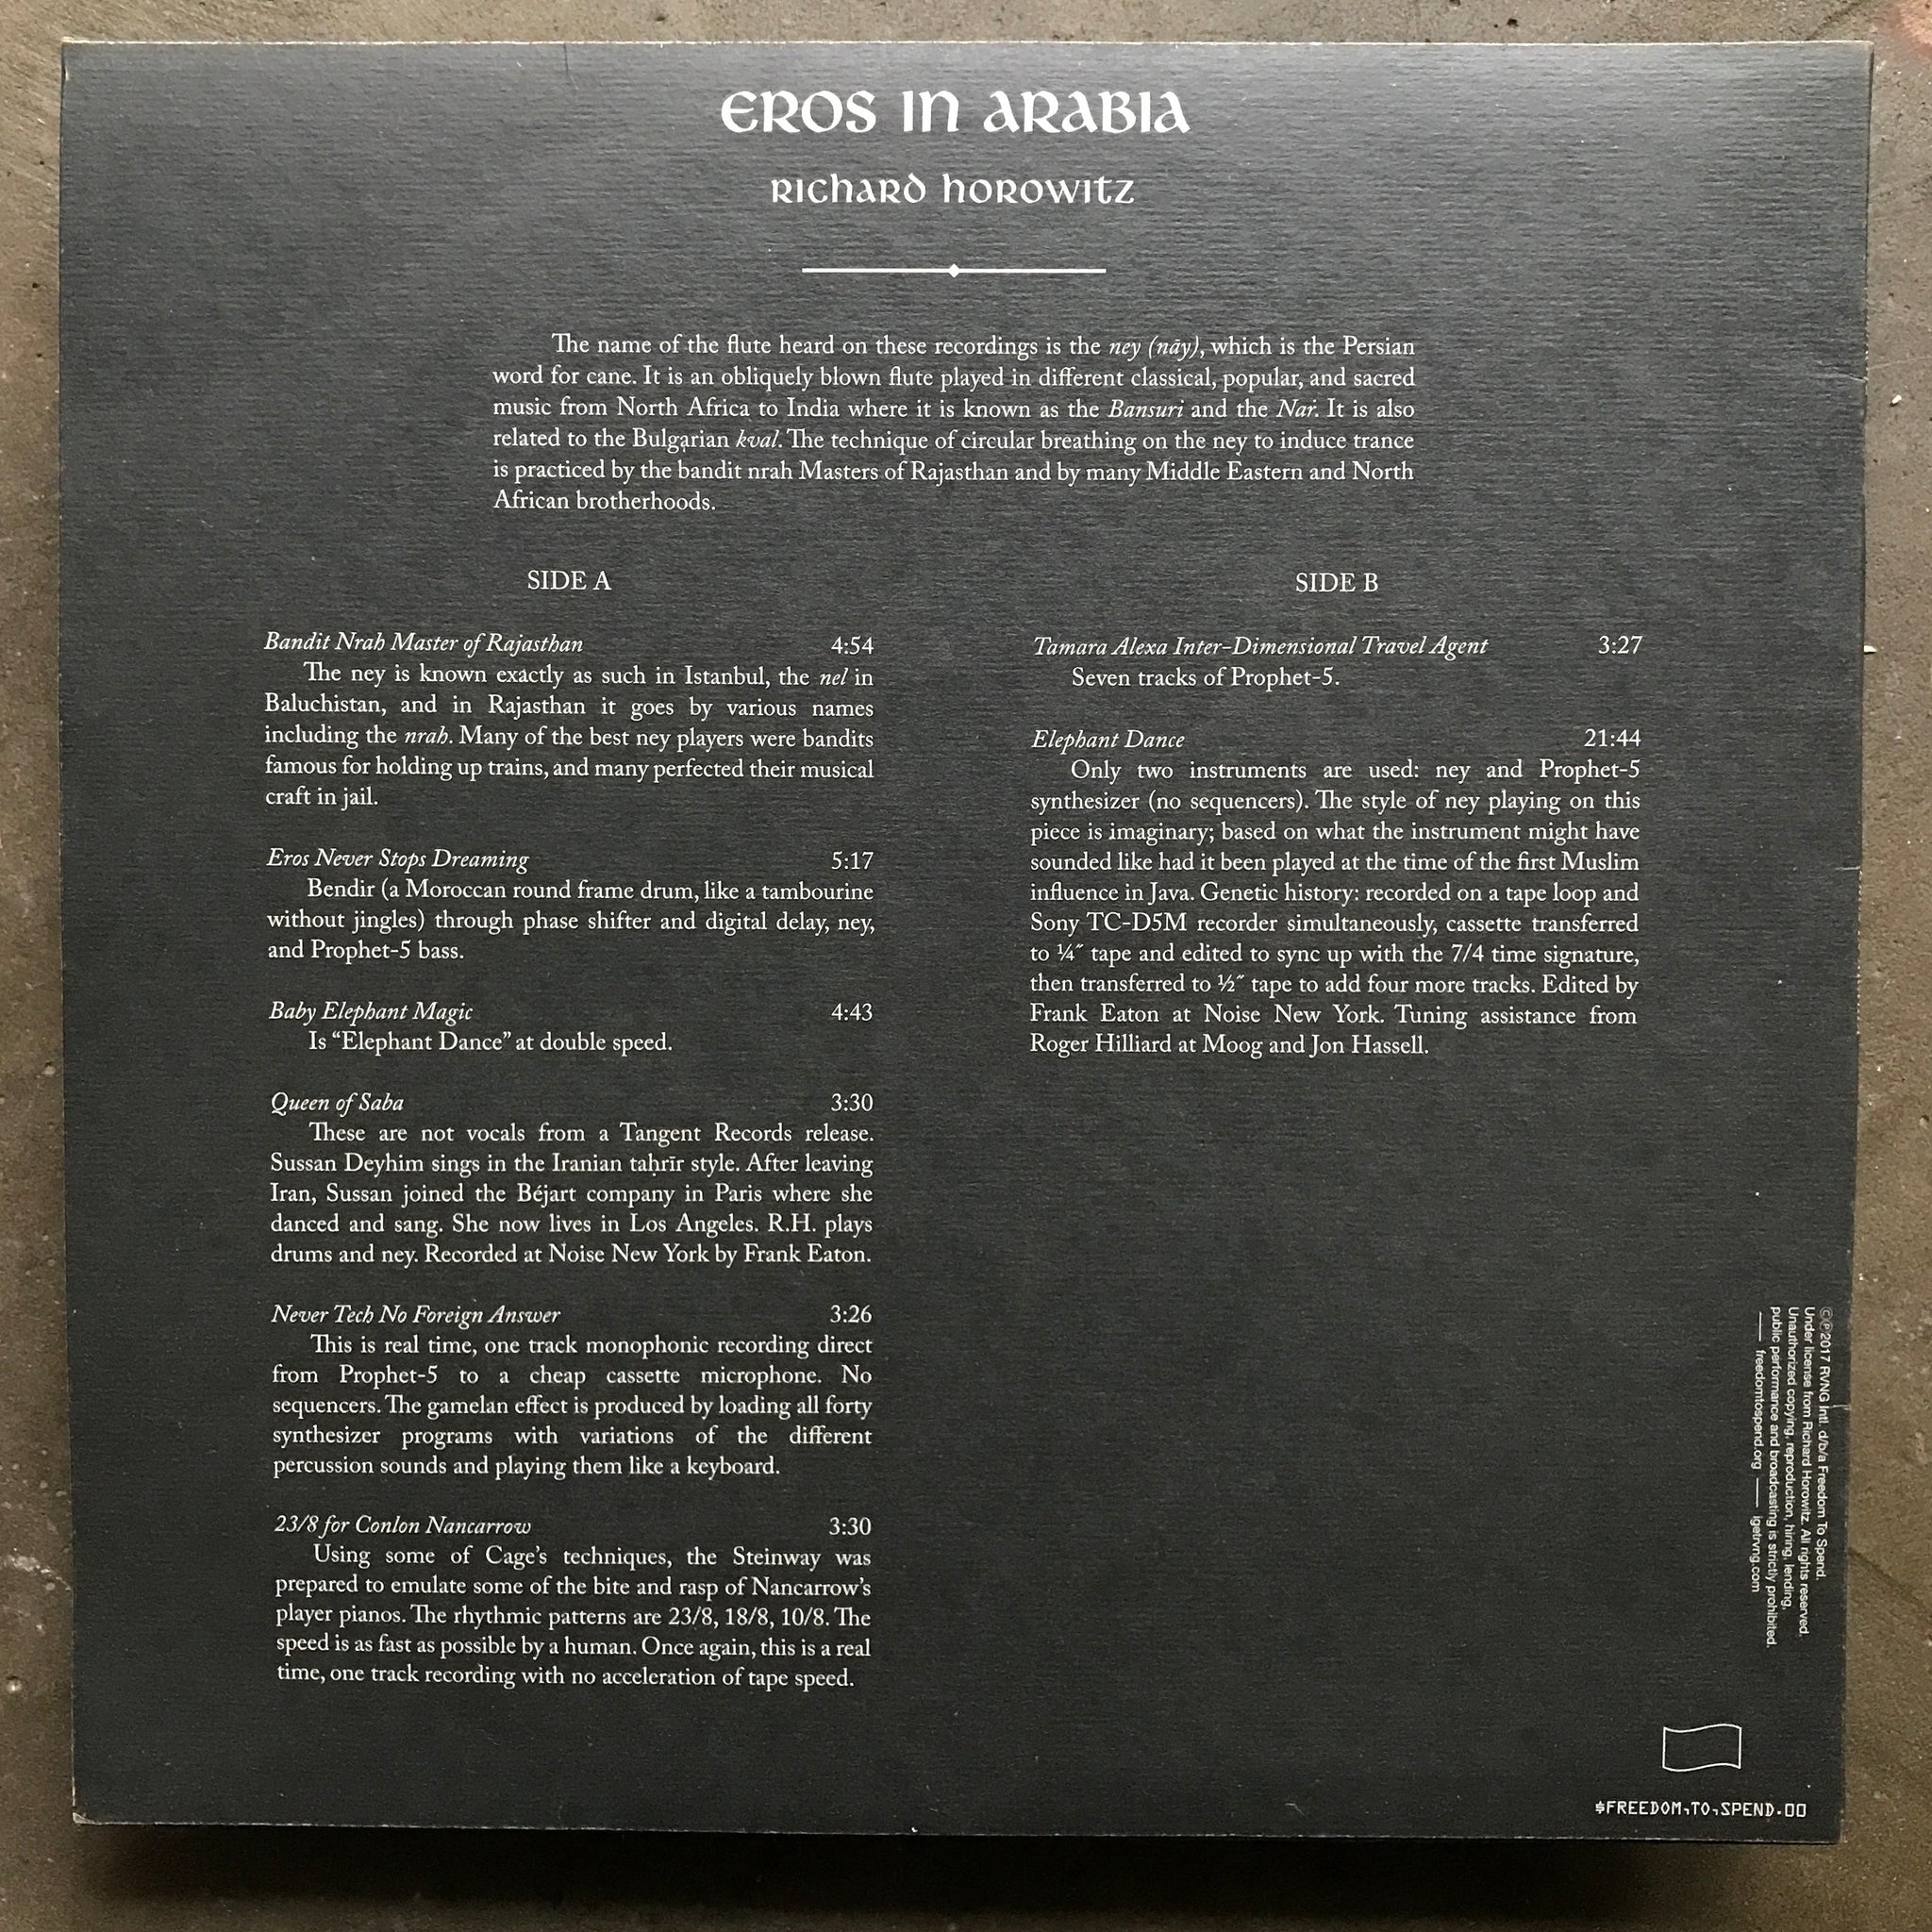 EROS IN ARABIA
RICHARD HOROWITZ
The name of the flute heard on these recordings is the ney (nāy), which is the Persian
word for cane. It is an obliquely blown flute played in different classical, popular, and sacred
music from North Africa to India where it is known as the Bansuri and the Nar. It is also
related to the Bulgarian kval. The technique of circular breathing on the ney to induce trance
is practiced by the bandit nrah Masters of Rajasthan and by many Middle Eastern and North
African brotherhoods.
SIDE A
Bandit Nrah Master of Rajasthan 4:54
The ney is known exactly as such in Istanbul, the nel in
Baluchistan, and in Rajasthan it goes by various names
including the nrah. Many of the best ney players were bandits
famous for holding up trains, and many perfected their musical
craft in jail.
Eros Never Stops Dreaming 5:17
Bendir (a Moroccan round frame drum, like a tambourine
without jingles) through phase shifter and digital delay, ney,
and Prophet-5 bass.
Baby Elephant Magic 4:43
Is “Elephant Dance” at double speed.
Queen of Saba 3:30
These are not vocals from a Tangent Records release.
Sussan Deyhim sings in the Iranian taḥrīr style. After leaving
Iran, Sussan joined the Béjart company in Paris where she
danced and sang. She now lives in Los Angeles. R.H. plays
drums and ney. Recorded at Noise New York by Frank Eaton.
Never Tech No Foreign Answer 3:26
This is real time, one track monophonic recording direct
from Prophet-5 to a cheap cassette microphone. No
sequencers. The gamelan effect is produced by loading all forty
synthesizer programs with variations of the different
percussion sounds and playing them like a keyboard.
23/8 for Conlon Nancarrow 3:30
Using some of Cage’s techniques, the Steinway was
prepared to emulate some of the bite and rasp of Nancarrow’s
player pianos. The rhythmic patterns are 23/8, 18/8, 10/8. The
speed is as fast as possible by a human. Once again, this is a real
time, one track recording with no acceleration of tape speed.
SIDE B
Tamara Alexa Inter-Dimensional Travel Agent 3:27
Seven tracks of Prophet-5.
Elephant Dance 21:44
Only two instruments are used: ney and Prophet-5
synthesizer (no sequencers). The style of ney playing on this
piece is imaginary; based on what the instrument might have
sounded like had it been played at the time of the first Muslim
influence in Java. Genetic history: recorded on a tape loop and
Sony TC-D5M recorder simultaneously, cassette transferred
to ¼˝ tape and edited to sync up with the 7/4 time signature,
then transferred to ½˝ tape to add four more tracks. Edited by
Frank Eaton at Noise New York. Tuning assistance from
Roger Hilliard at Moog and Jon Hassell.
©℗2017 RVNG Intl. d/b/a Freedom To Spend.
Under license from Richard Horowitz. All rights reserved.
Unauthorized copying, reproduction, hiring, lending,
public performance and broadcasting is strictly prohibited.
—— freedomtospend.org —— igetrvng.com
$FREEDOM,TO,SPEND.00